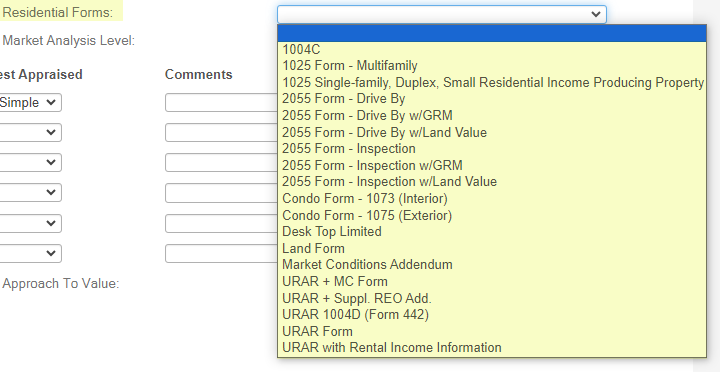 Residential Forms:
Market Analysis Level:
1004C
1025 Form - Multifamily
1025 Single-family, Duplex, Small Residential Income Producing Property
2055 Form - Drive By
2055 Form - Drive By w/GRM
2055 Form - Drive By w/Land Value
2055 Form - Inspection
2055 Form - Inspection w/GRM
2055 Form - Inspection w/Land Value
Condo Form - 1073 (Interior)
Condo Form - 1075 (Exterior)
Desk Top Limited
Land Form
Market Conditions Addendum
URAR + MC Form
URAR + Suppl. REO Add.
URAR 1004D (Form 442)
URAR Form
URAR with Rental Income Information
est Appraised Comments
Simple
Approach To Value: